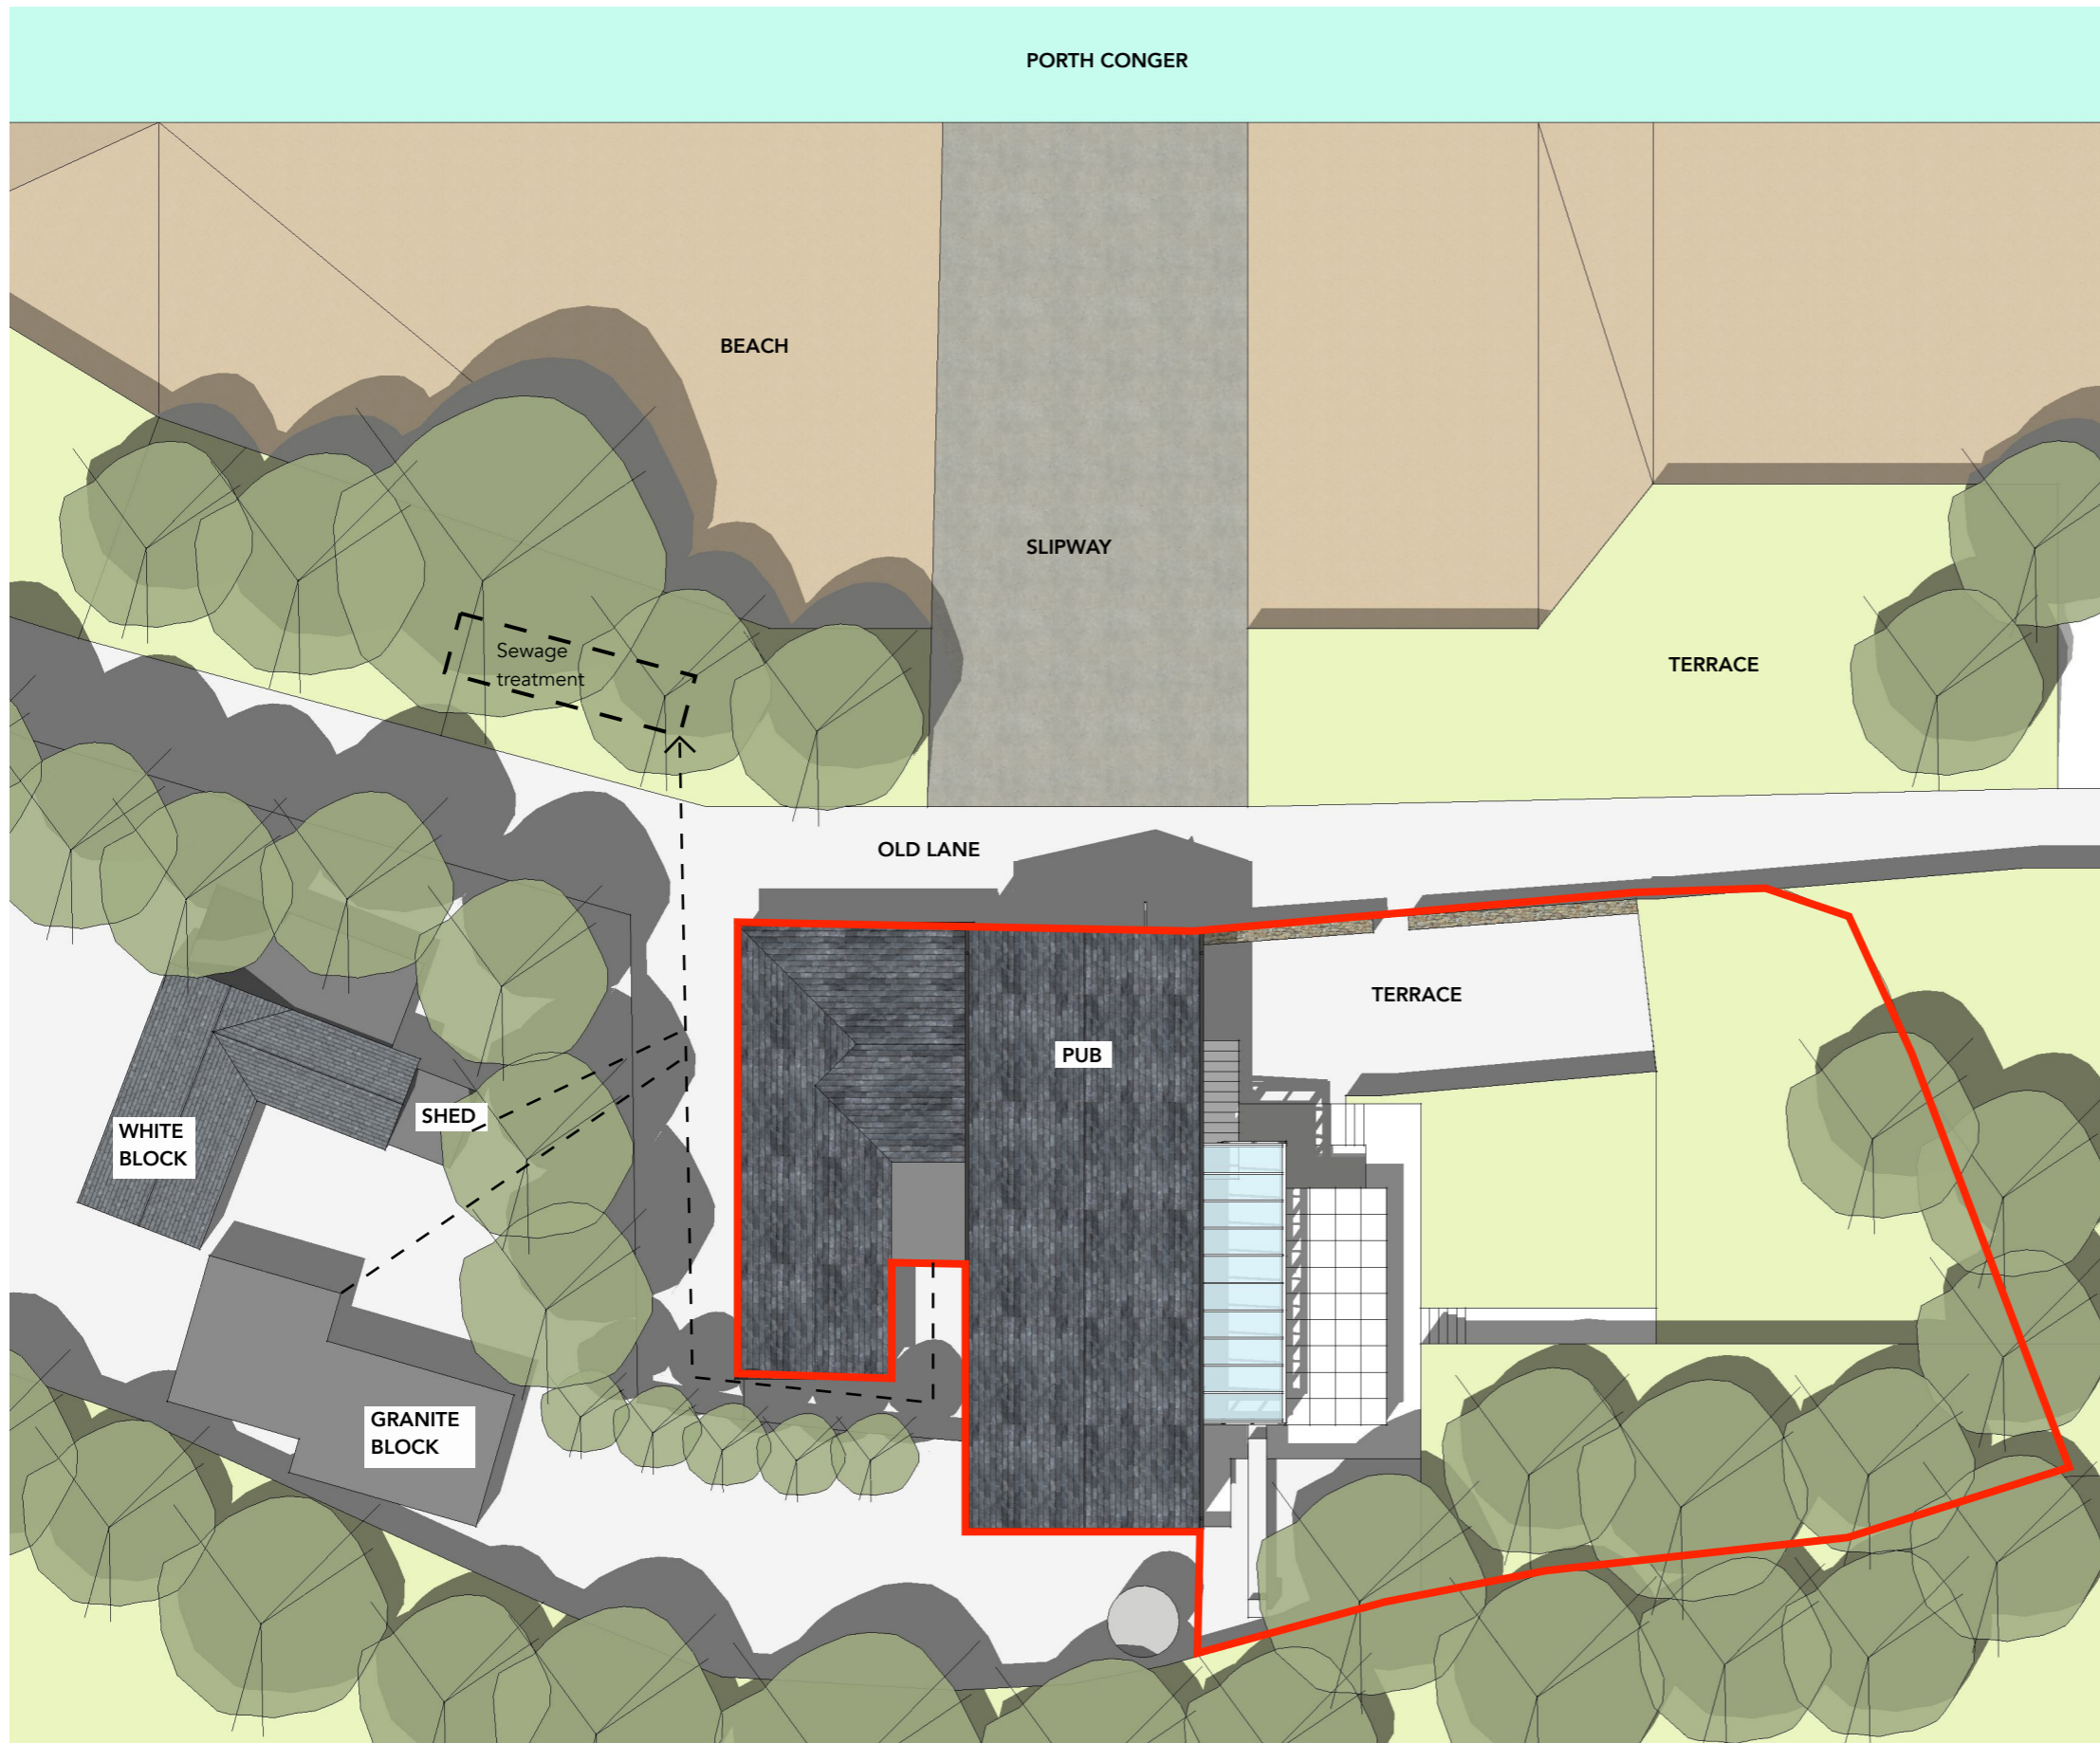 PORTH CONGER
BEACH
SLIPWAY
Sewage
treatment
TERRACE
OLD LANE
TERRACE
PUB
SHED
WHITE
BLOCK
GRANITE
BLOCK